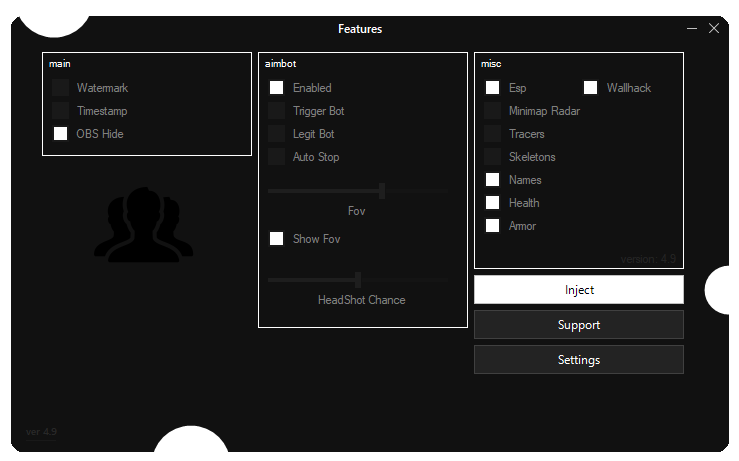 Features
main
Watermark
Timestamp
OBS Hide
aimbot
Enabled
Trigger Bot
Legit Bot
Auto Stop
Fov
Show Fov
HeadShot Chance
misc
Esp Wallhack
Minimap Radar
Tracers
Skeletons
Names
Health
Armor
version: 4.9
Inject
Support
Settings
ver 4.9